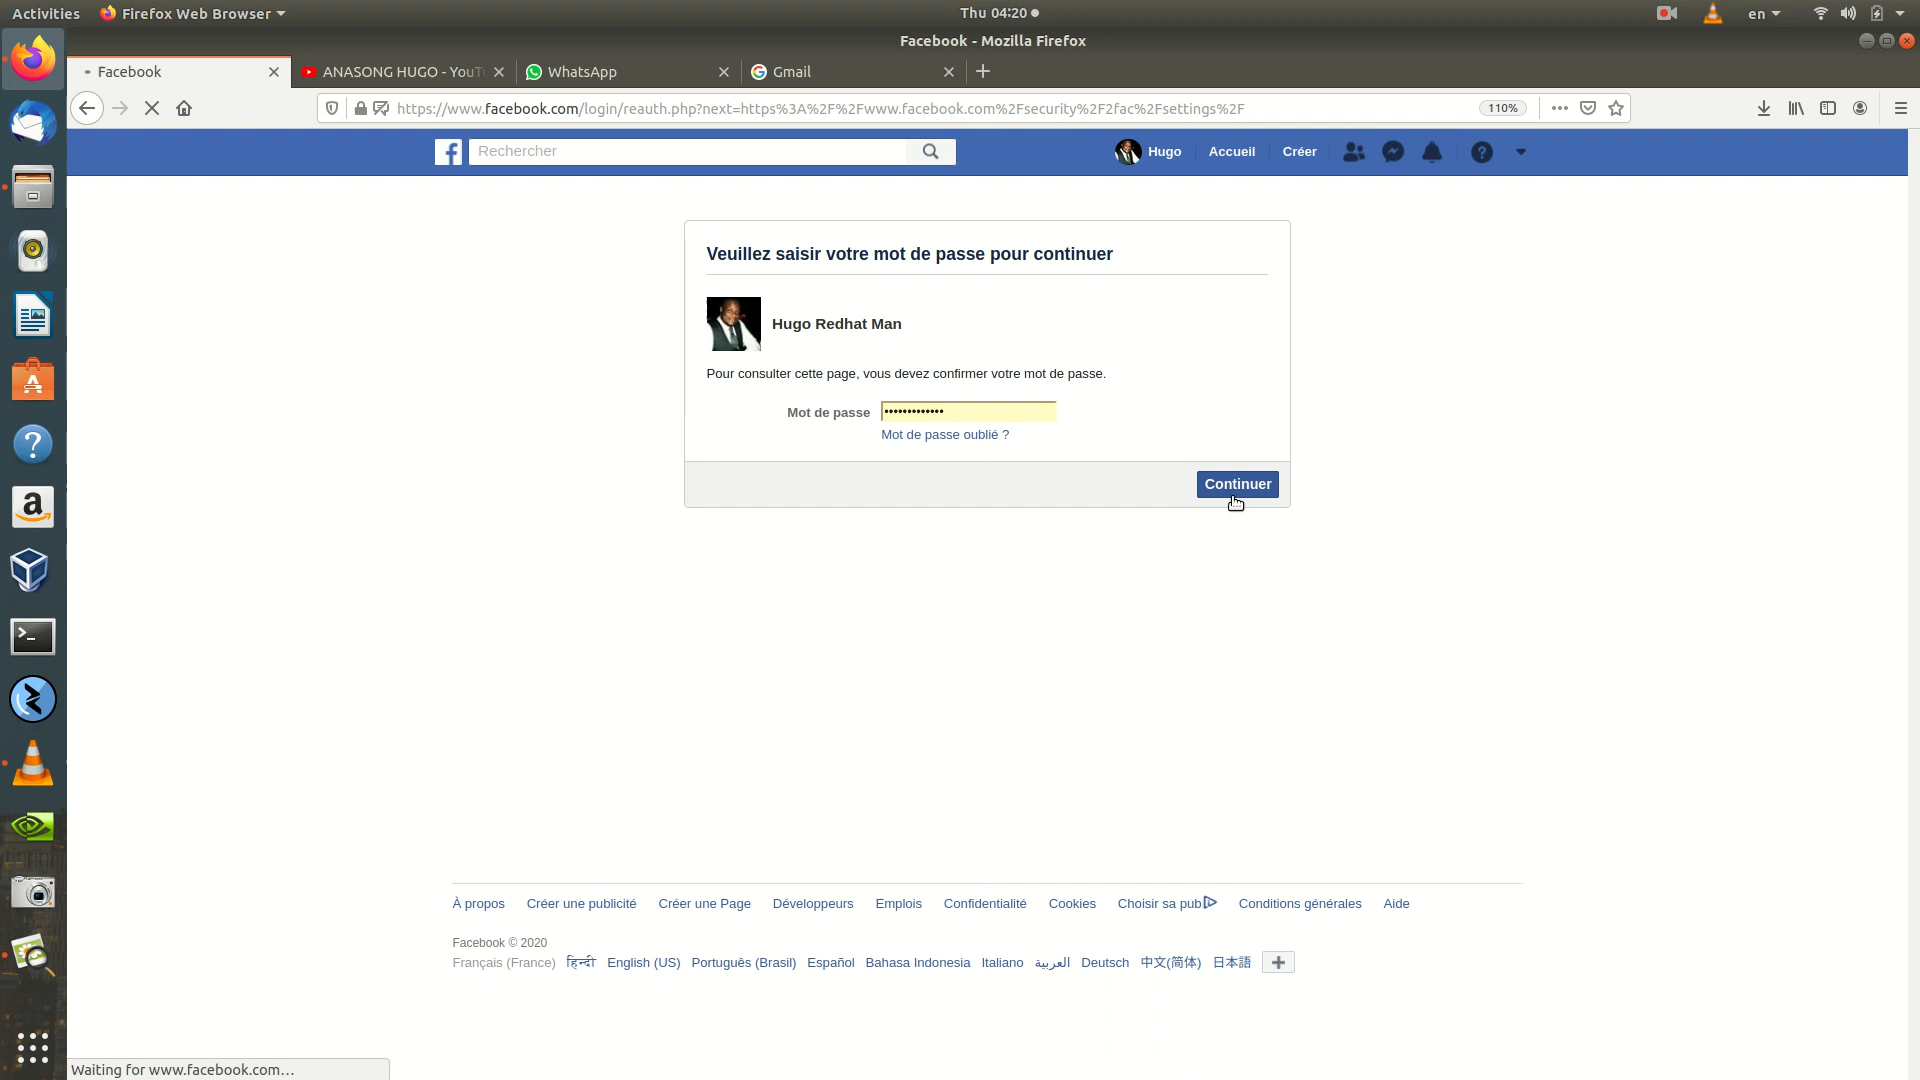 Activities Firefox Web Browser Thu 04:20 en
Facebook - Mozilla Firefox
Facebook ANASONG HUGO - YouTu WhatsApp Gmail
https://www.facebook.com/login/reauth.php?next=https%3A%2F%2Fwww.facebook.com%2Fsecurity%2F2fac%2Fsettings%2F 110%
Rechercher Hugo Accueil Créer
Veuillez saisir votre mot de passe pour continuer
Hugo Redhat Man
Pour consulter cette page, vous devez confirmer votre mot de passe.
Mot de passe •••••••••••••
Mot de passe oublié ?
Continuer
À propos Créer une publicité Créer une Page Développeurs Emplois Confidentialité Cookies Choisir sa pub Conditions générales Aide
Facebook © 2020
Français (France) हिन्दी English (US) Português (Brasil) Español Bahasa Indonesia Italiano العربية Deutsch 中文(简体) 日本語
Waiting for www.facebook.com…